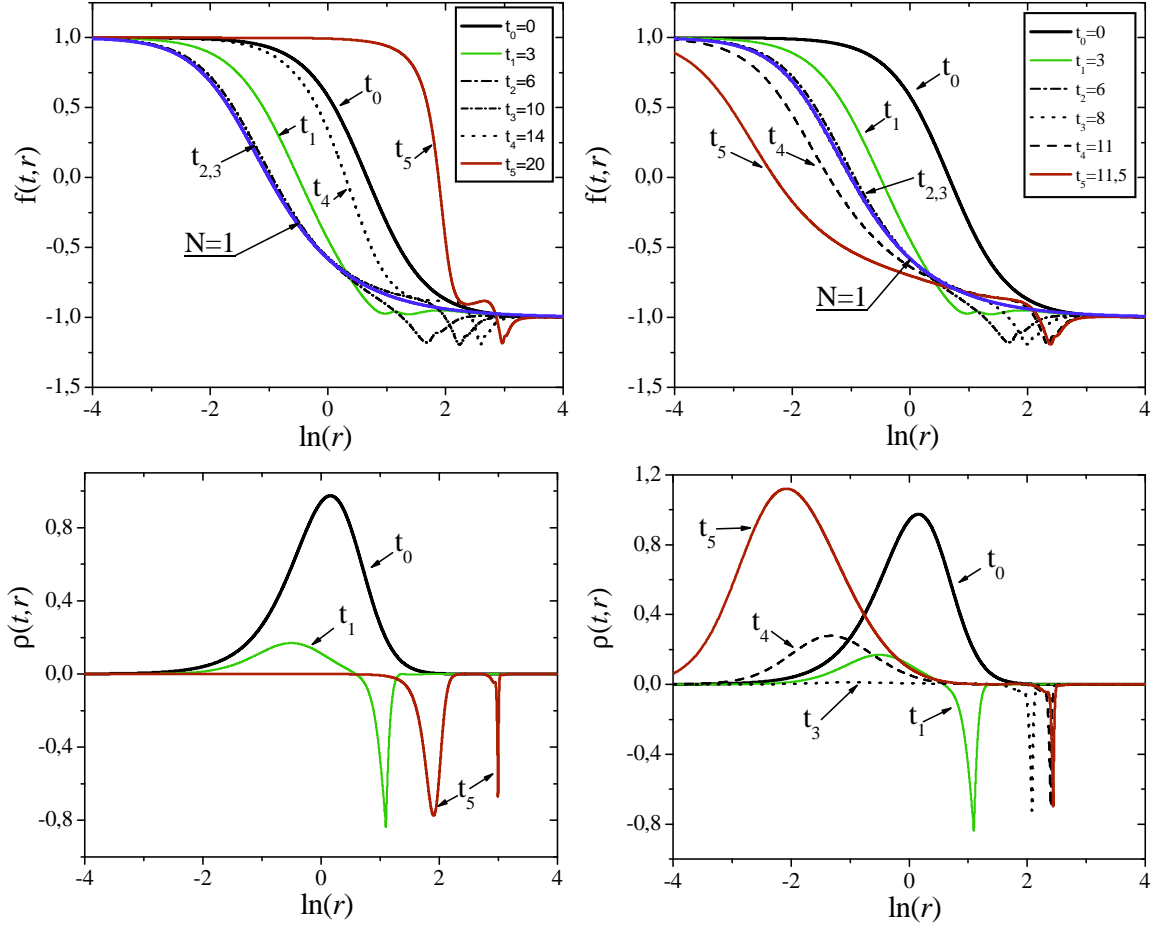 f(t,r)
1,0
0,5
0,0
-0,5
-1,0
-1,5
-4
-2
0
2
4
ln(r)
t₀=0
t₁=3
t₂=6
t₃=10
t₄=14
t₅=20
t₀
t₁
t₂,₃
t₄
t₅
N=1
f(t,r)
1,0
0,5
0,0
-0,5
-1,0
-1,5
-4
-2
0
2
4
ln(r)
t₀=0
t₁=3
t₂=6
t₃=8
t₄=11
t₅=11,5
t₀
t₁
t₄
t₅
t₂,₃
N=1
ρ(t,r)
0,8
0,4
0,0
-0,4
-0,8
-4
-2
0
2
4
ln(r)
t₀
t₁
t₅
ρ(t,r)
1,2
0,8
0,4
0,0
-0,4
-0,8
-4
-2
0
2
4
ln(r)
t₅
t₀
t₄
t₃
t₁